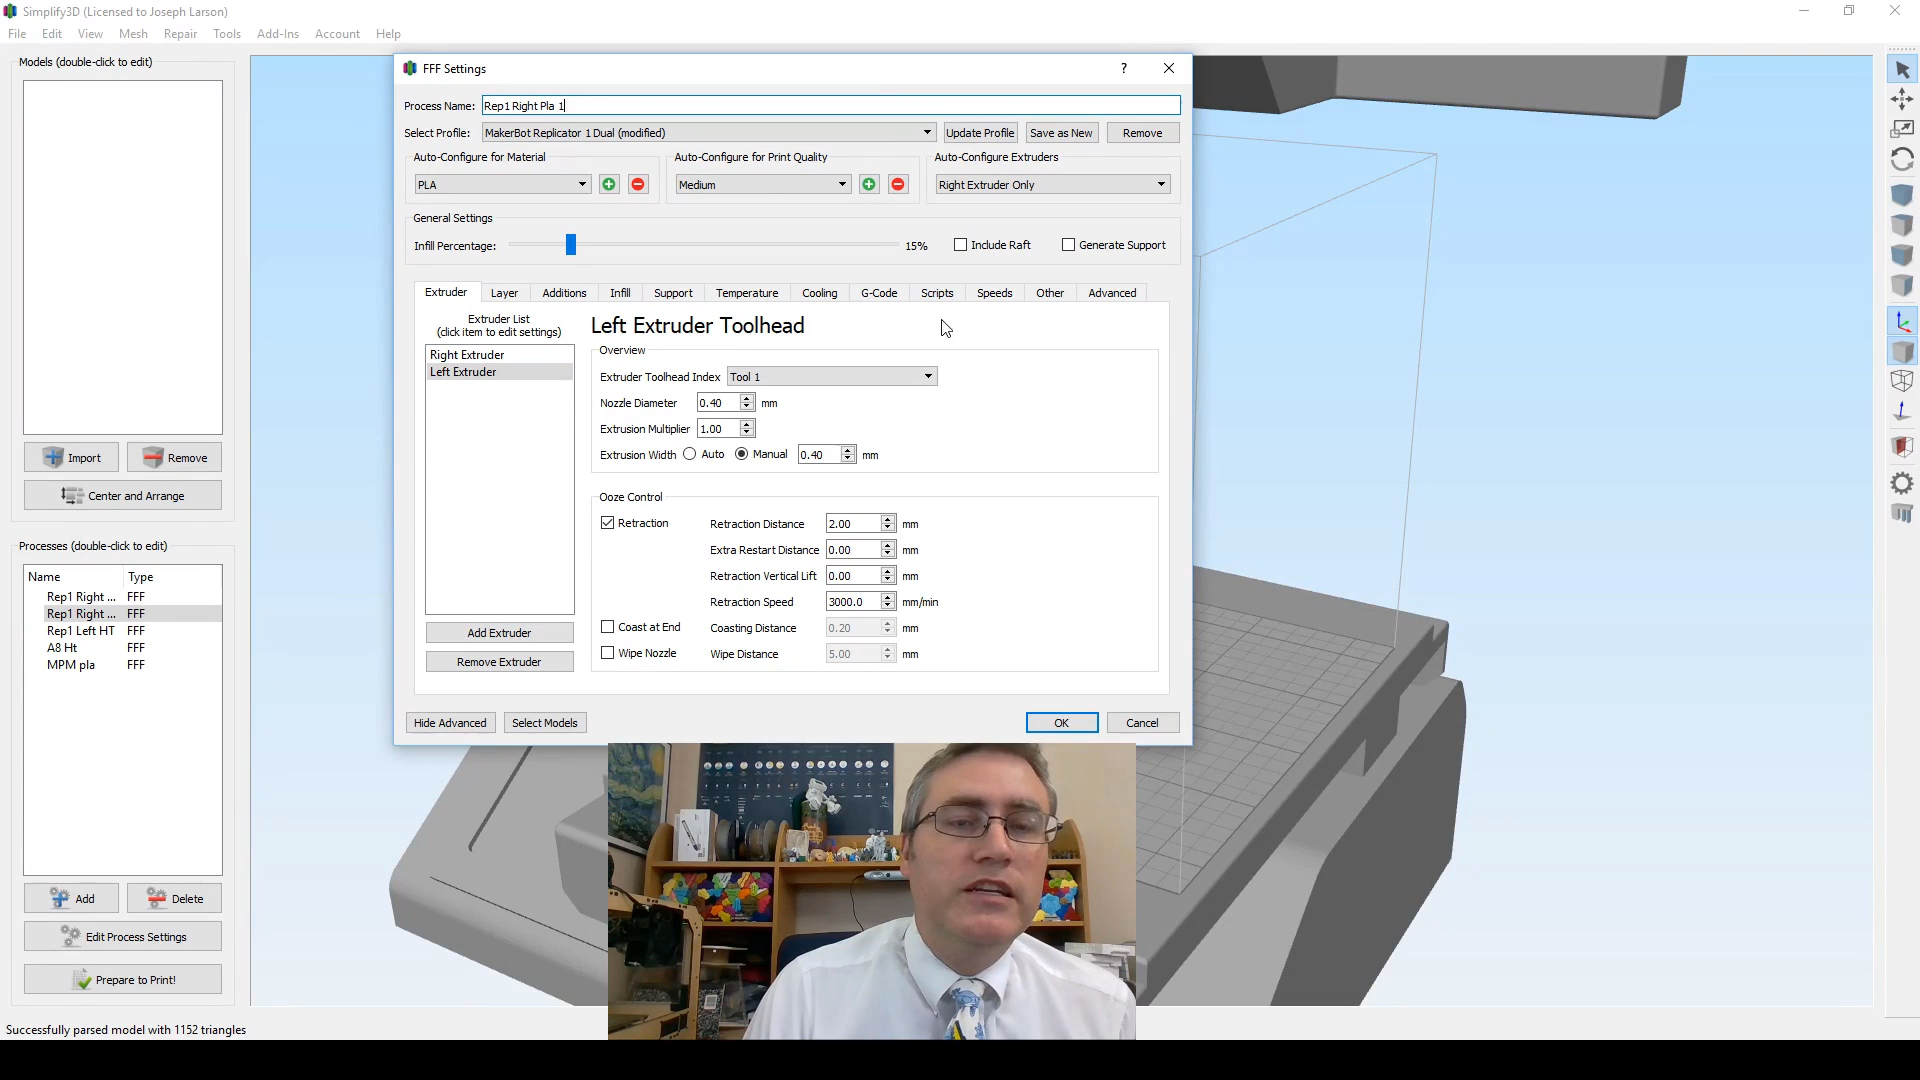 Simplify3D (Licensed to Joseph Larson)
File Edit View Mesh Repair Tools Add-Ins Account Help
Models (double-click to edit)
Import Remove
Center and Arrange
Processes (double-click to edit)
Name Type
Rep1 Right ... FFF
Rep1 Right ... FFF
Rep1 Left HT FFF
A8 Ht FFF
MPM pla FFF
Add Delete
Edit Process Settings
Prepare to Print!
Successfully parsed model with 1152 triangles
FFF Settings ?
Process Name: Rep1 Right Pla 1
Select Profile: MakerBot Replicator 1 Dual (modified) Update Profile Save as New Remove
Auto-Configure for Material Auto-Configure for Print Quality Auto-Configure Extruders
PLA Medium Right Extruder Only
General Settings
Infill Percentage: 15% Include Raft Generate Support
Extruder Layer Additions Infill Support Temperature Cooling G-Code Scripts Speeds Other Advanced
Extruder List
(click item to edit settings)
Right Extruder
Left Extruder
Add Extruder
Remove Extruder
Left Extruder Toolhead
Overview
Extruder Toolhead Index Tool 1
Nozzle Diameter 0.40 mm
Extrusion Multiplier 1.00
Extrusion Width Auto Manual 0.40 mm
Ooze Control
Retraction Retraction Distance 2.00 mm
Extra Restart Distance 0.00 mm
Retraction Vertical Lift 0.00 mm
Retraction Speed 3000.0 mm/min
Coast at End Coasting Distance 0.20 mm
Wipe Nozzle Wipe Distance 5.00 mm
Hide Advanced Select Models OK Cancel